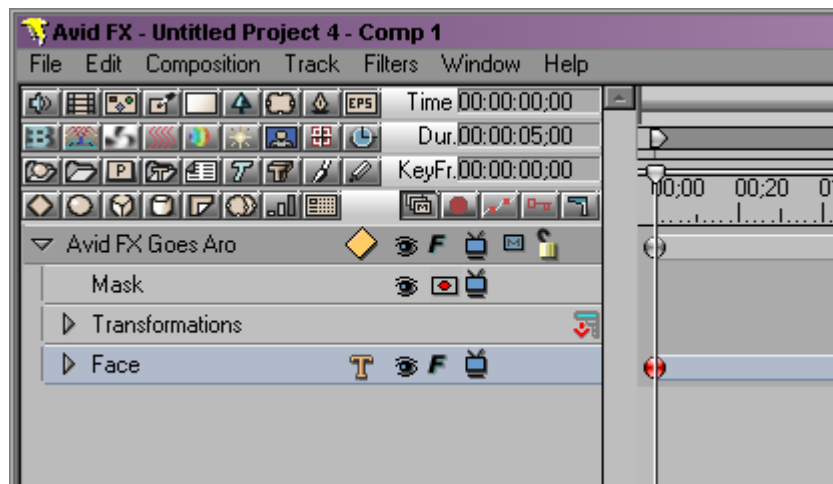 Avid FX - Untitled Project 4 - Comp 1
File Edit Composition Track Filters Window Help
EPS Time 00:00:00;00
Dur. 00:00:05;00
P KeyFr. 00:00:00;00
00;00 00;20 0
Avid FX Goes Aro F M
Mask
Transformations
Face T F